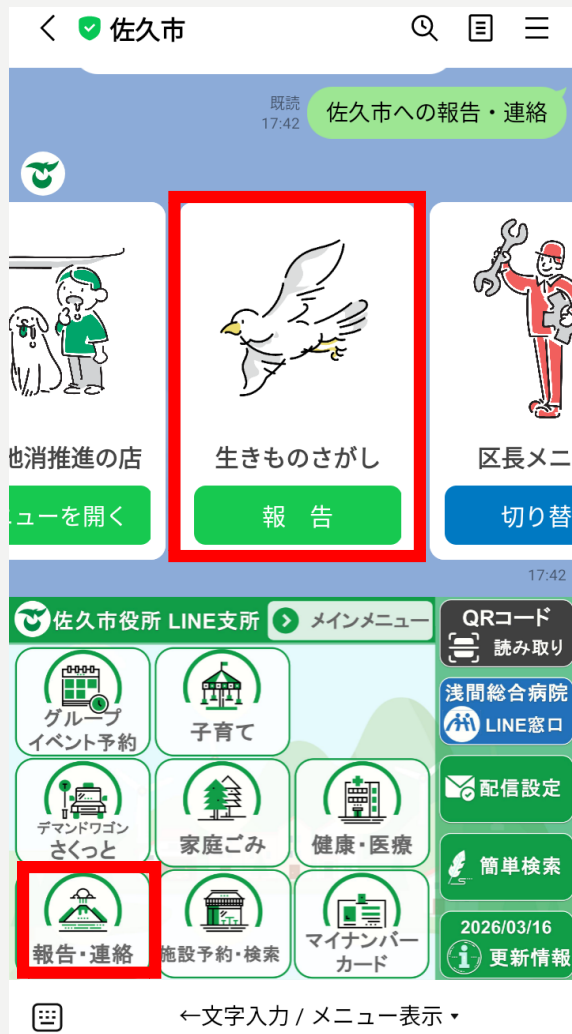 佐久市
既読
17:42
佐久市への報告・連絡
地消推進の店
ューを開く
生きものさがし
報 告
区長メニ
切り替
17:42
佐久市役所 LINE支所
メインメニュー
QRコード
読み取り
グループ
イベント予約
子育て
浅間総合病院
LINE窓口
デマンドワゴン
さくっと
家庭ごみ
健康・医療
配信設定
簡単検索
報告・連絡
施設予約・検索
マイナンバー
カード
2026/03/16
更新情報
←文字入力 / メニュー表示 ▾